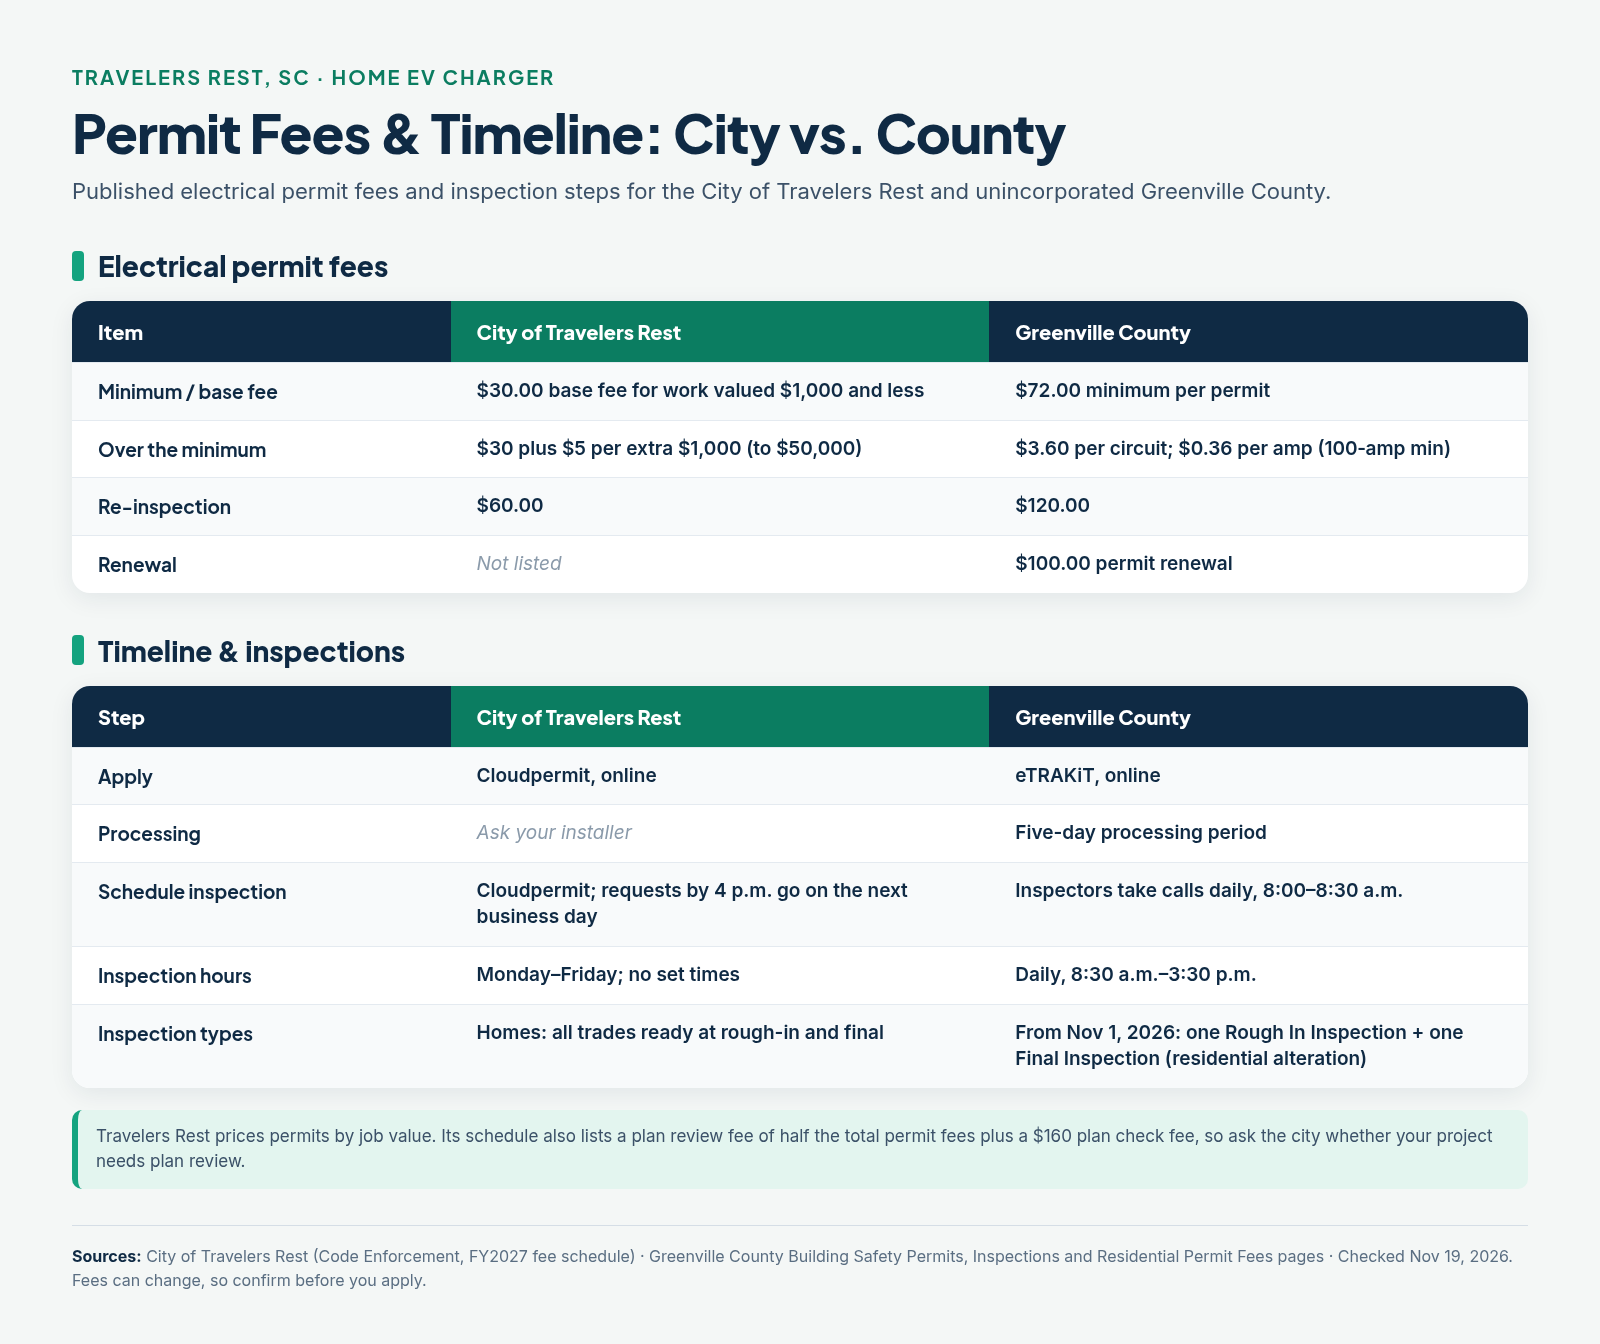 TRAVELERS REST, SC · HOME EV CHARGER
Permit Fees & Timeline: City vs. County
Published electrical permit fees and inspection steps for the City of Travelers Rest and unincorporated Greenville County.
Electrical permit fees
Item City of Travelers Rest Greenville County
Minimum / base fee $30.00 base fee for work valued $1,000 and less $72.00 minimum per permit
Over the minimum $30 plus $5 per extra $1,000 (to $50,000) $3.60 per circuit; $0.36 per amp (100-amp min)
Re-inspection $60.00 $120.00
Renewal Not listed $100.00 permit renewal
Timeline & inspections
Step City of Travelers Rest Greenville County
Apply Cloudpermit, online eTRAKiT, online
Processing Ask your installer Five-day processing period
Schedule inspection Cloudpermit; requests by 4 p.m. go on the next Inspectors take calls daily, 8:00–8:30 a.m.
business day
Inspection hours Monday–Friday; no set times Daily, 8:30 a.m.–3:30 p.m.
Inspection types Homes: all trades ready at rough-in and final From Nov 1, 2026: one Rough In Inspection + one
Final Inspection (residential alteration)
Travelers Rest prices permits by job value. Its schedule also lists a plan review fee of half the total permit fees plus a $160 plan check fee, so ask the city whether your project
needs plan review.
Sources: City of Travelers Rest (Code Enforcement, FY2027 fee schedule) · Greenville County Building Safety Permits, Inspections and Residential Permit Fees pages · Checked Nov 19, 2026.
Fees can change, so confirm before you apply.